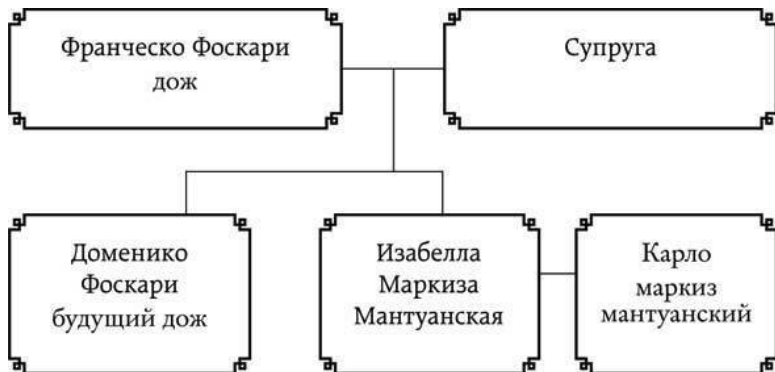 Франческо Фоскари
дож
Супруга
Доменико
Фоскари
будущий дож
Изабелла
Маркиза
Мантуанская
Карло
маркиз
мантуанский